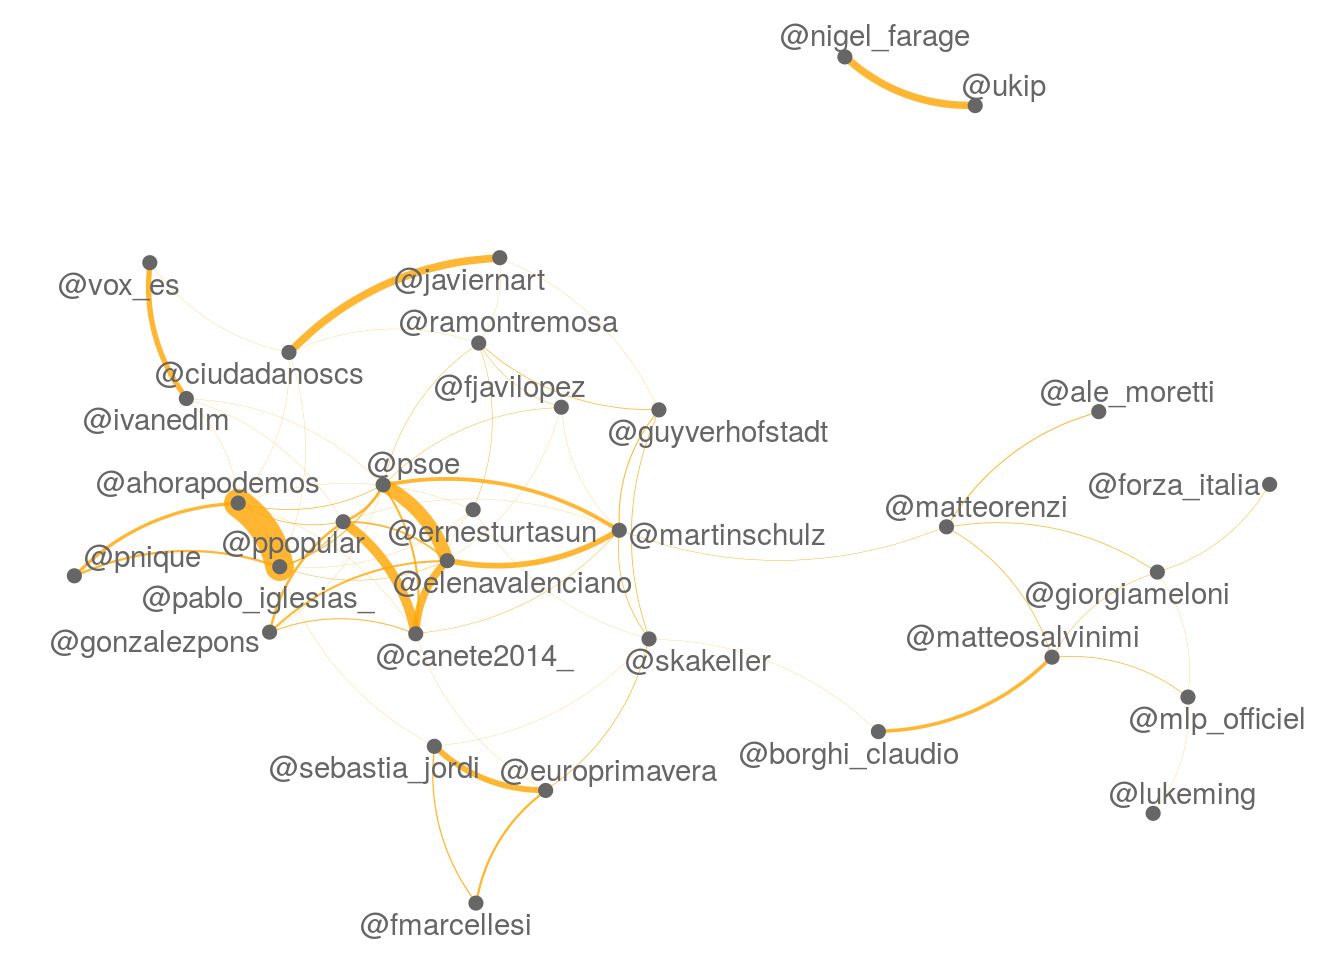 @nigel_farage
@ukip
@vox_es
@javiernart
@ramontremosa
@ciudadanoscs
@fjavilopez
@ale_moretti
@ivanedlm
@guyverhofstadt
@psoe
@ahorapodemos
@forza_italia
@matteorenzi
@ernesturtasun
@martinschulz
@ppopular
@pnique
@elenavalenciano
@pablo_iglesias_
@giorgiameloni
@gonzalezpons
@matteosalvinimi
@canete2014_
@skakeller
@mlp_officiel
@borghi_claudio
@sebastia_jordi
@europrimavera
@lukeming
@fmarcellesi